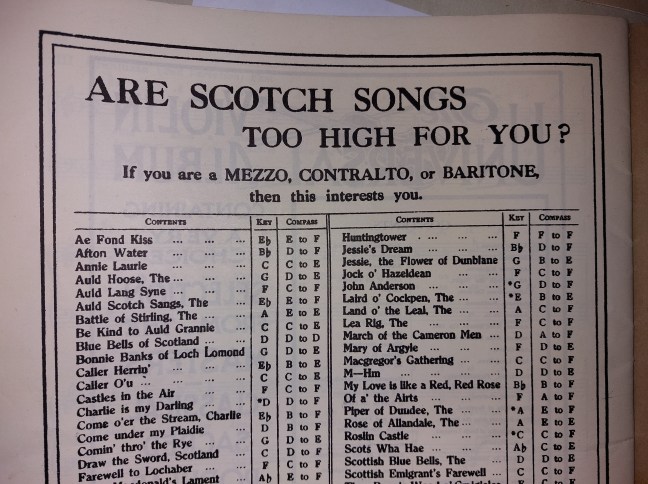 ARE SCOTCH SONGS
TOO HIGH FOR YOU?
If you are a MEZZO, CONTRALTO, or BARITONE,
then this interests you.
CONTENTS KEY COMPASS
Ae Fond Kiss ... ... ... E♭ E to F
Afton Water ... ... ... B♭ D to F
Annie Laurie ... ... ... C C to E
Auld Hoose, The ... ... ... G D to E
Auld Lang Syne ... ... ... F C to F
Auld Scotch Sangs, The ... E♭ E to F
Battle of Stirling, The ... A E to E
Be Kind to Auld Grannie ... C C to E
Blue Bells of Scotland ... D D to D
Bonnie Banks of Loch Lomond G D to E
Caller Herrin' ... ... ... E♭ B to E
Caller O'u ... ... ... C C to E
Castles in the Air ... ... F C to F
Charlie is my Darling ... *D D to F
Come o'er the Stream, Charlie E♭ B to F
Come under my Plaidie ... D B to F
Comin' thro' the Rye ... G D to E
Draw the Sword, Scotland ... C C to F
Farewell to Lochaber ... F C to F
Lament ... A♭ E to F
CONTENTS KEY COMPASS
Huntingtower ... ... ... F F to F
Jessie's Dream ... ... ... B♭ D to F
Jessie, the Flower of Dunblane G B to E
Jock o' Hazeldean ... ... F C to F
John Anderson ... ... ... *G D to F
Laird o' Cockpen, The ... ... *E B to E
Land o' the Leal, The ... ... A C to F
Lea Rig, The ... ... ... F C to F
March of the Cameron Men ... D A to F
Mary of Argyle ... ... ... F D to E
Macgregor's Gathering ... ... C C to F
M—Hm ... ... ... D D to E
My Love is like a Red, Red Rose B♭ B to F
Of a' the Airts ... ... ... F A to F
Piper of Dundee, The ... ... *A E to F
Rose of Allandale, The ... ... A E to E
Roslin Castle ... ... ... *C C to F
Scots Wha Hae ... ... ... A♭ C to E
Scottish Blue Bells, The ... D D to E
Scottish Emigrant's Farewell ... C C to F